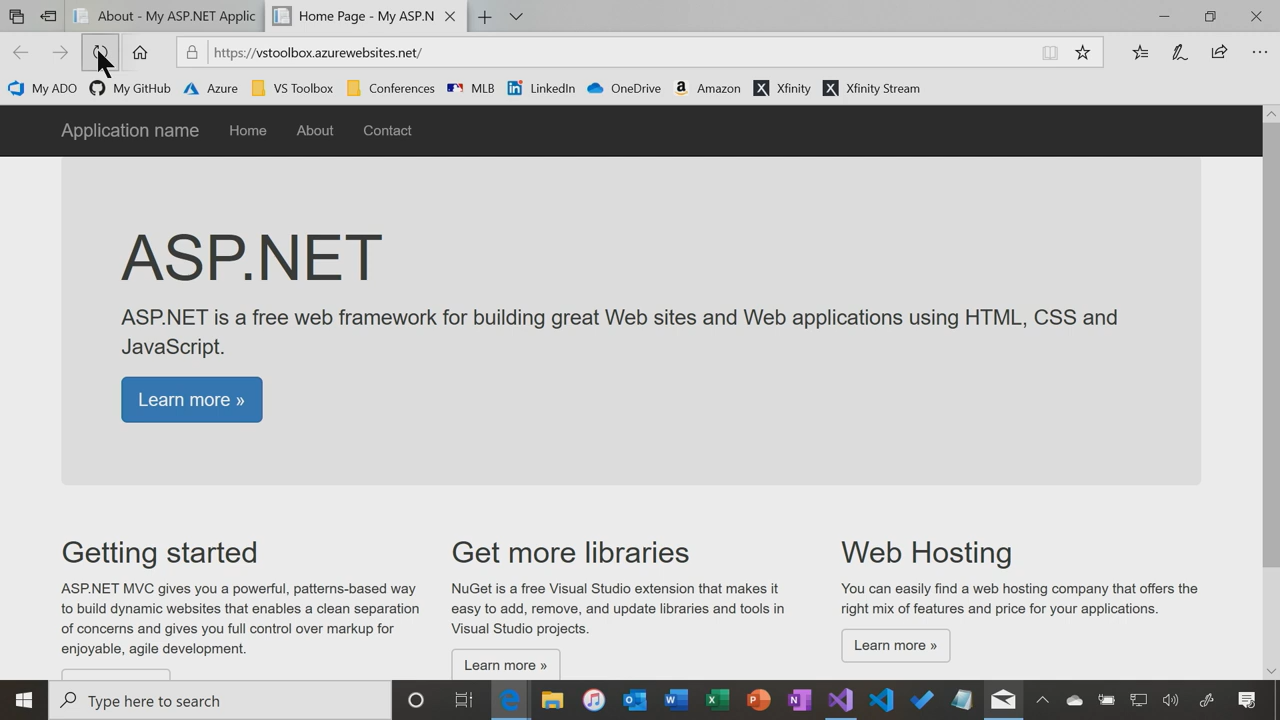 About - My ASP.NET Applic
Home Page - My ASP.N
https://vstoolbox.azurewebsites.net/
My ADO
My GitHub
Azure
VS Toolbox
Conferences
MLB
LinkedIn
OneDrive
Amazon
Xfinity
Xfinity Stream
Application name
Home
About
Contact
ASP.NET
ASP.NET is a free web framework for building great Web sites and Web applications using HTML, CSS and
JavaScript.
Learn more »
Getting started
ASP.NET MVC gives you a powerful, patterns-based way
to build dynamic websites that enables a clean separation
of concerns and gives you full control over markup for
enjoyable, agile development.
Get more libraries
NuGet is a free Visual Studio extension that makes it
easy to add, remove, and update libraries and tools in
Visual Studio projects.
Learn more »
Web Hosting
You can easily find a web hosting company that offers the
right mix of features and price for your applications.
Learn more »
Type here to search